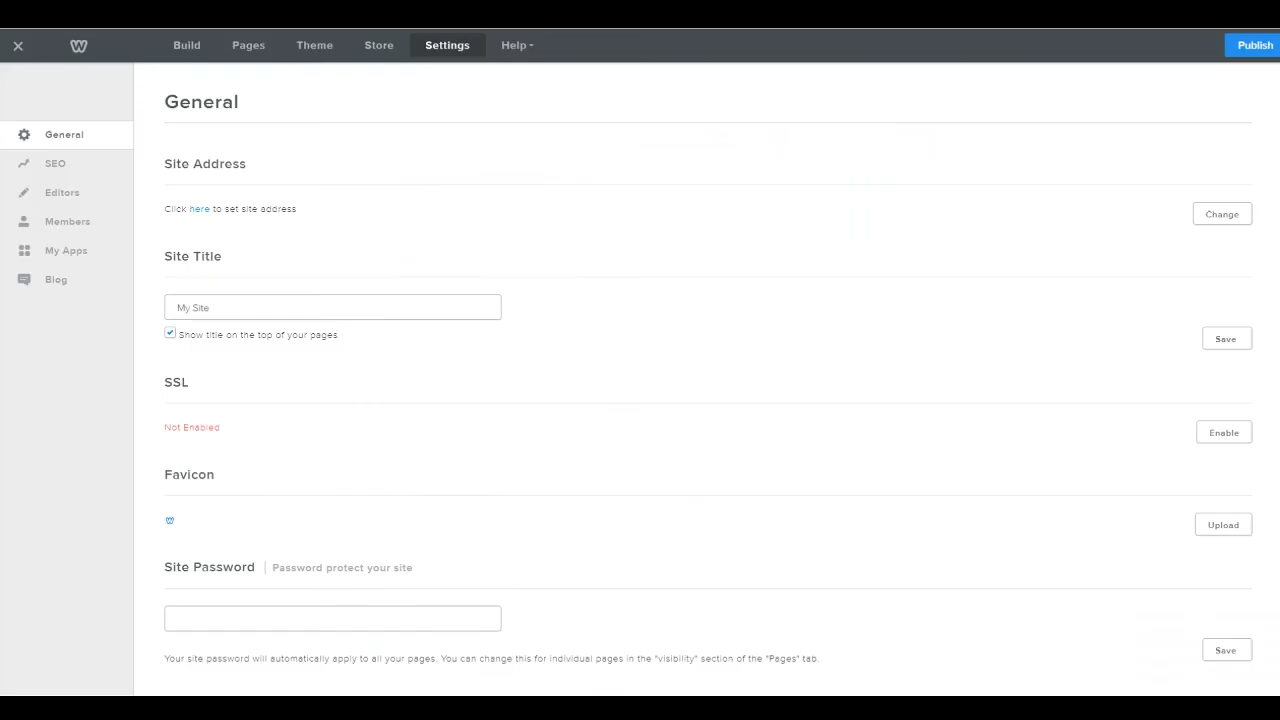 Build Pages Theme Store Settings Help Publish
General
SEO
Editors
Members
My Apps
Blog
General
Site Address
Click here to set site address
Change
Site Title
My Site
Show title on the top of your pages
Save
SSL
Not Enabled
Enable
Favicon
Upload
Site Password Password protect your site
Your site password will automatically apply to all your pages. You can change this for individual pages in the "visibility" section of the "Pages" tab.
Save